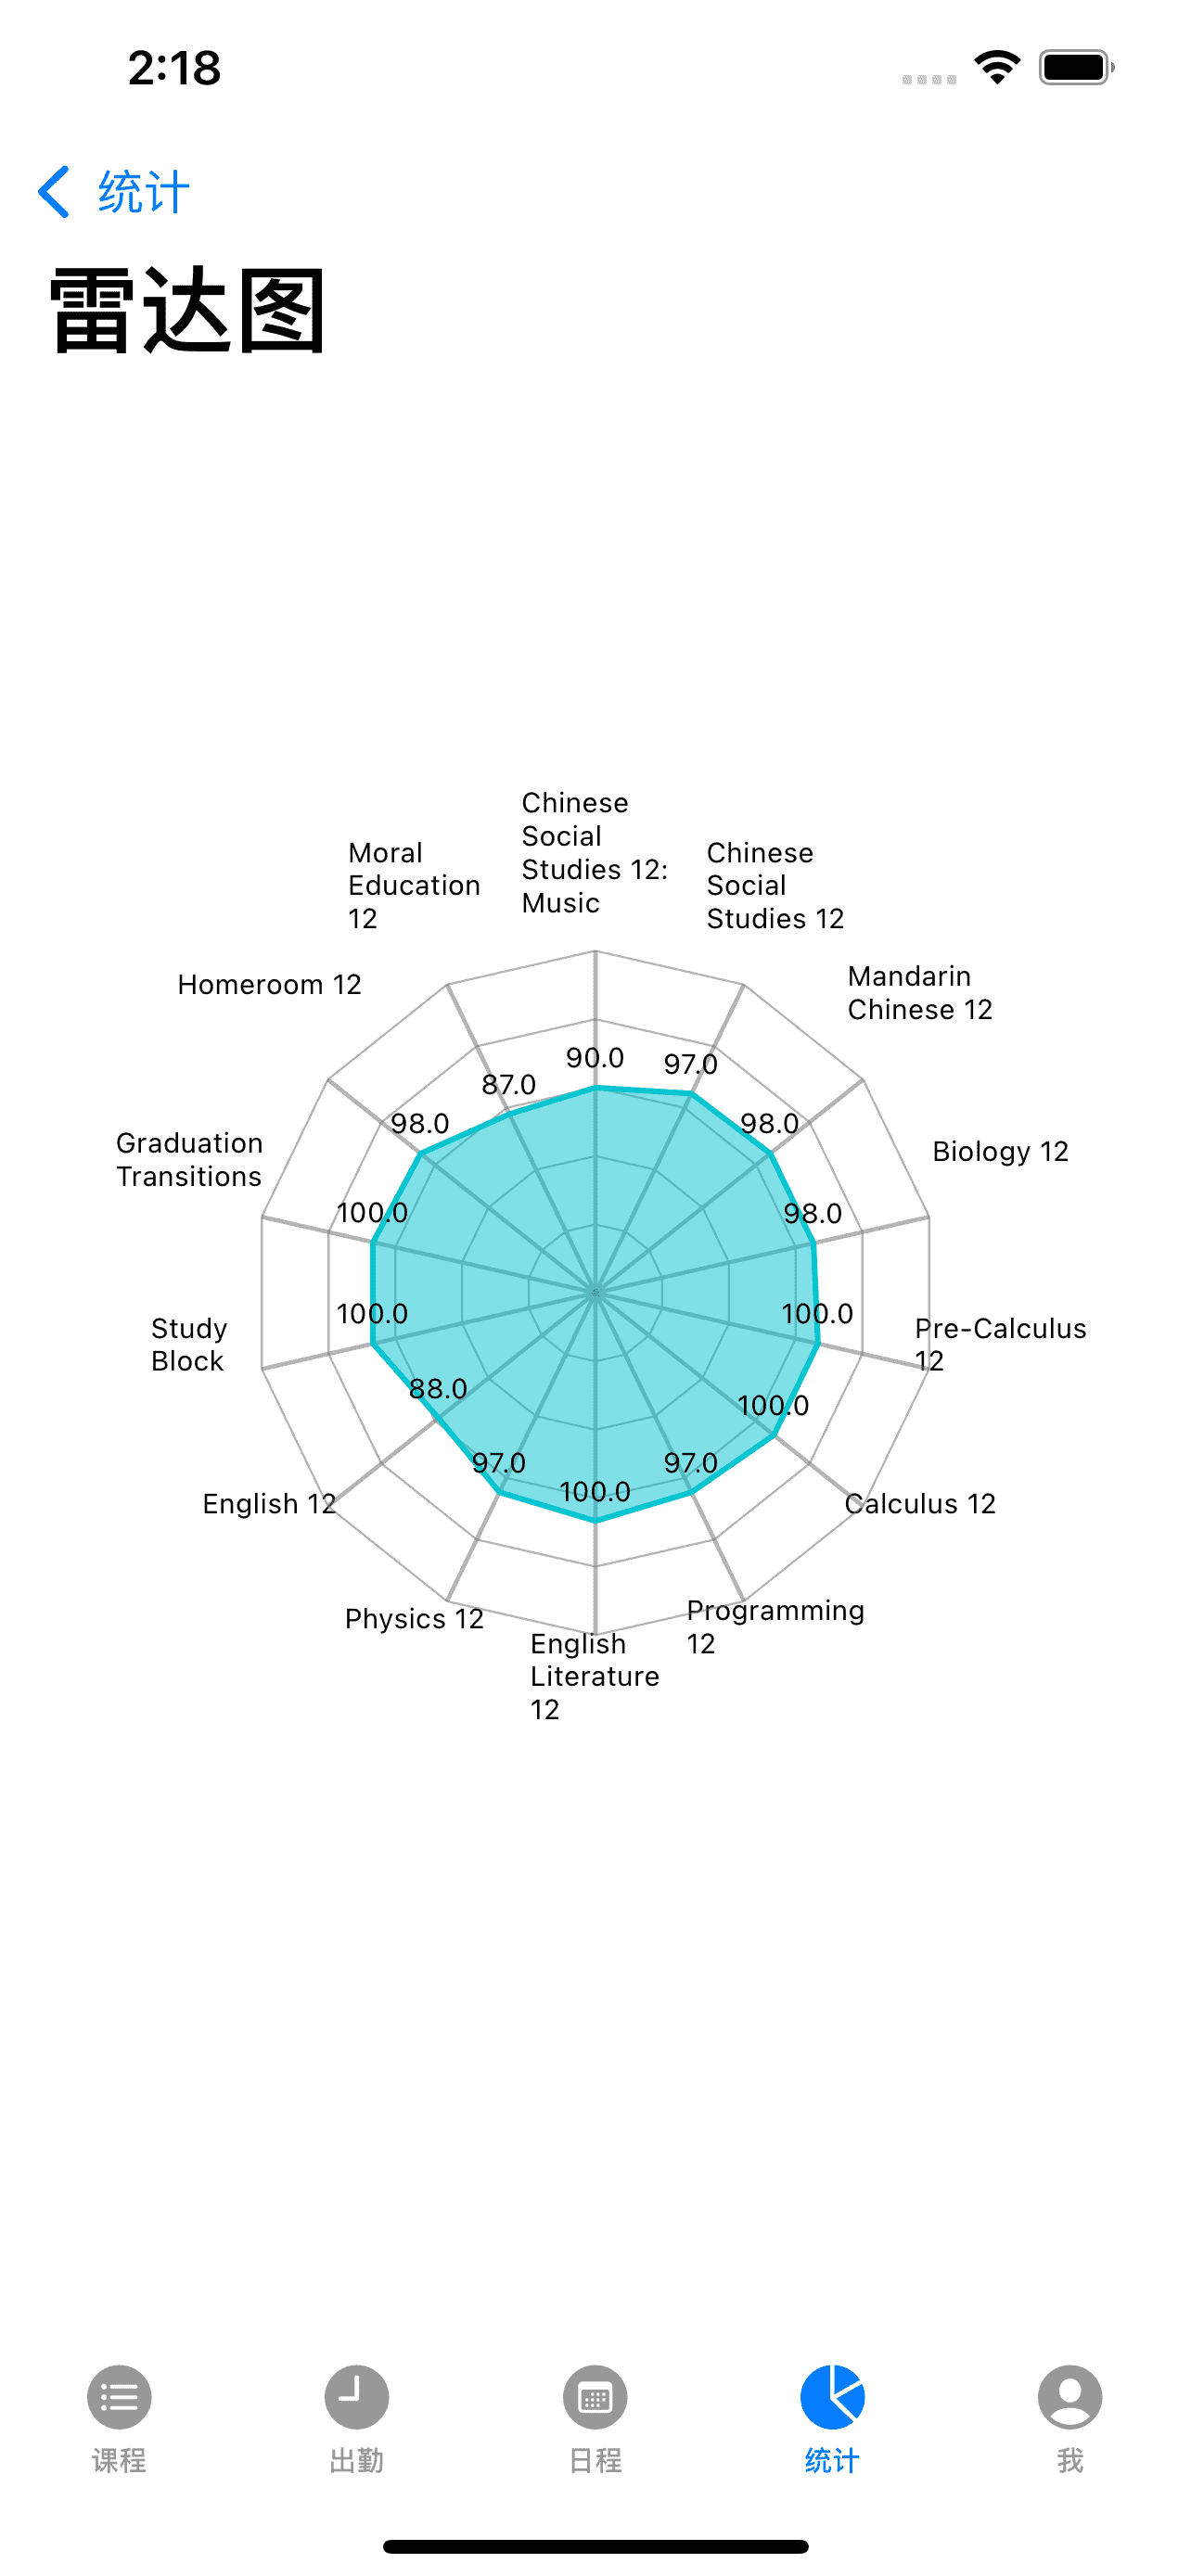 2:18
统计
雷达图
Chinese
Social
Studies 12:
Music
Moral
Education
12
Chinese
Social
Studies 12
Homeroom 12
Mandarin
Chinese 12
90.0
97.0
87.0
98.0
98.0
Graduation
Transitions
Biology 12
100.0
98.0
100.0
100.0
Study
Block
Pre-Calculus
12
88.0
100.0
97.0
97.0
100.0
English 12
Calculus 12
Physics 12
Programming
12
English
Literature
12
课程
出勤
日程
统计
我